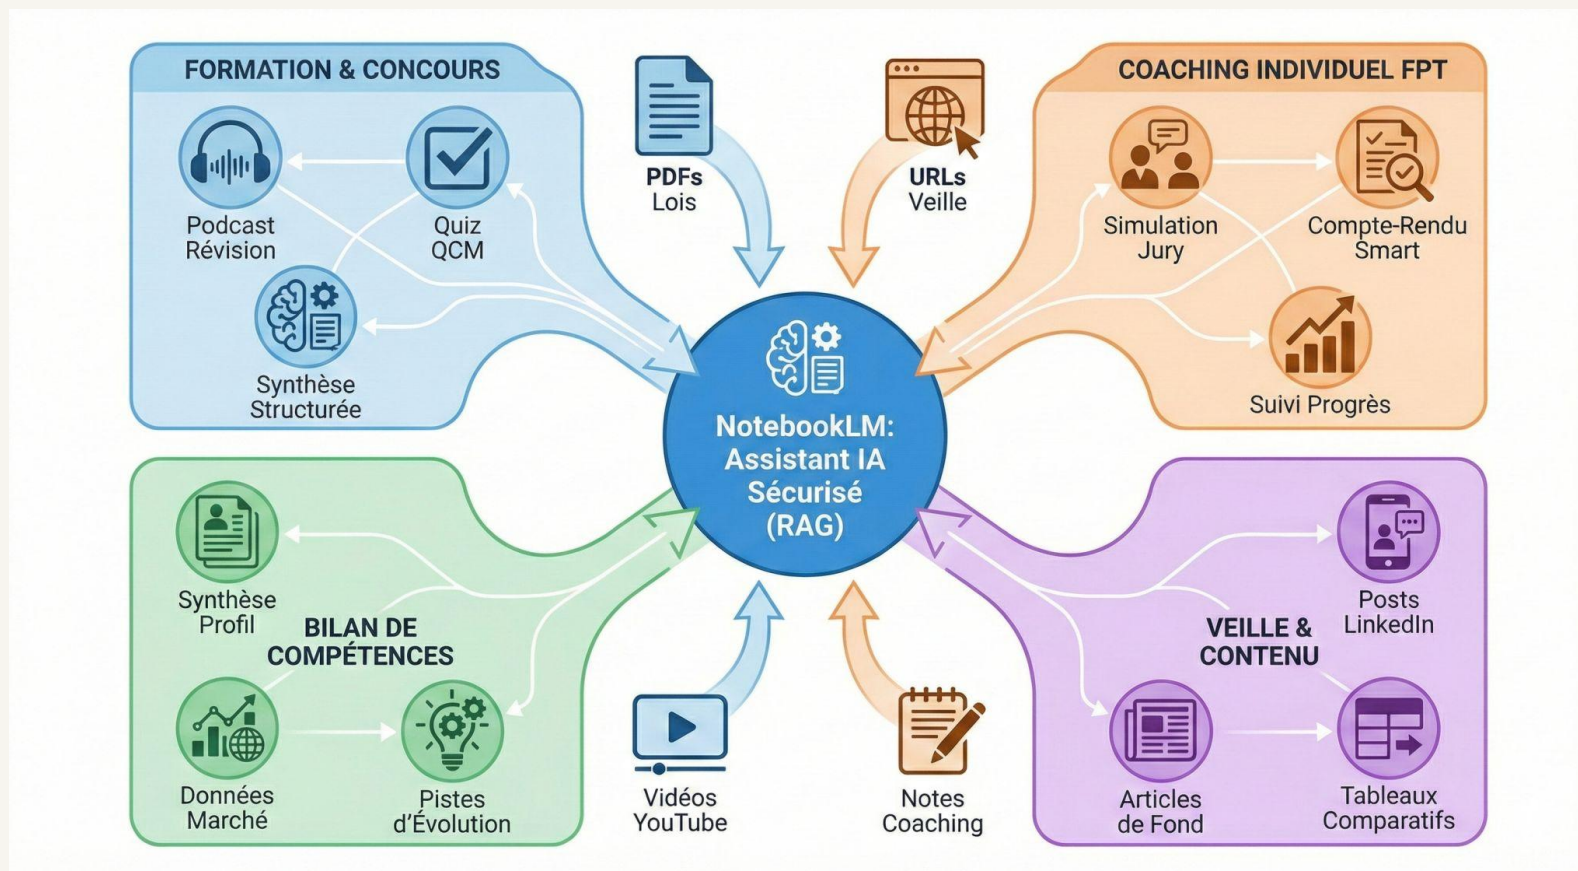 FORMATION & CONCOURS
Podcast
Révision
Quiz
QCM
Synthèse
Structurée
PDFs
Lois
URLs
Veille
COACHING INDIVIDUEL FPT
Simulation
Jury
Compte-Rendu
Smart
Suivi Progrès
NotebookLM:
Assistant IA
Sécurisé
(RAG)
Synthèse
Profil
BILAN DE
COMPÉTENCES
Données
Marché
Pistes
d'Évolution
Vidéos
YouTube
Notes
Coaching
Posts
LinkedIn
VEILLE &
CONTENU
Articles
de Fond
Tableaux
Comparatifs